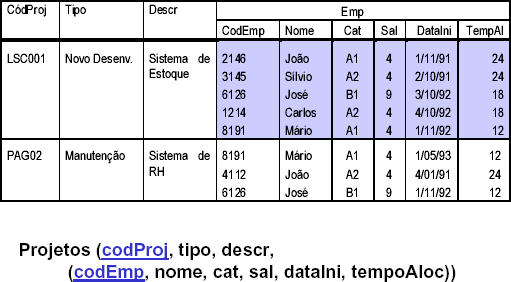 CódProj Tipo Descr Emp
CodEmp Nome Cat Sal DataIni TempAl
LSC001 Novo Desenv. Sistema de Estoque 2146 João A1 4 1/11/91 24
3145 Sílvio A2 4 2/10/91 24
6126 José B1 9 3/10/92 18
1214 Carlos A2 4 4/10/92 18
8191 Mário A1 4 1/11/92 12
PAG02 Manutenção Sistema de RH 8191 Mário A1 4 1/05/93 12
4112 João A2 4 4/01/91 24
6126 José B1 9 1/11/92 12
Projetos (codProj, tipo, descr,
(codEmp, nome, cat, sal, dataIni, tempoAloc))